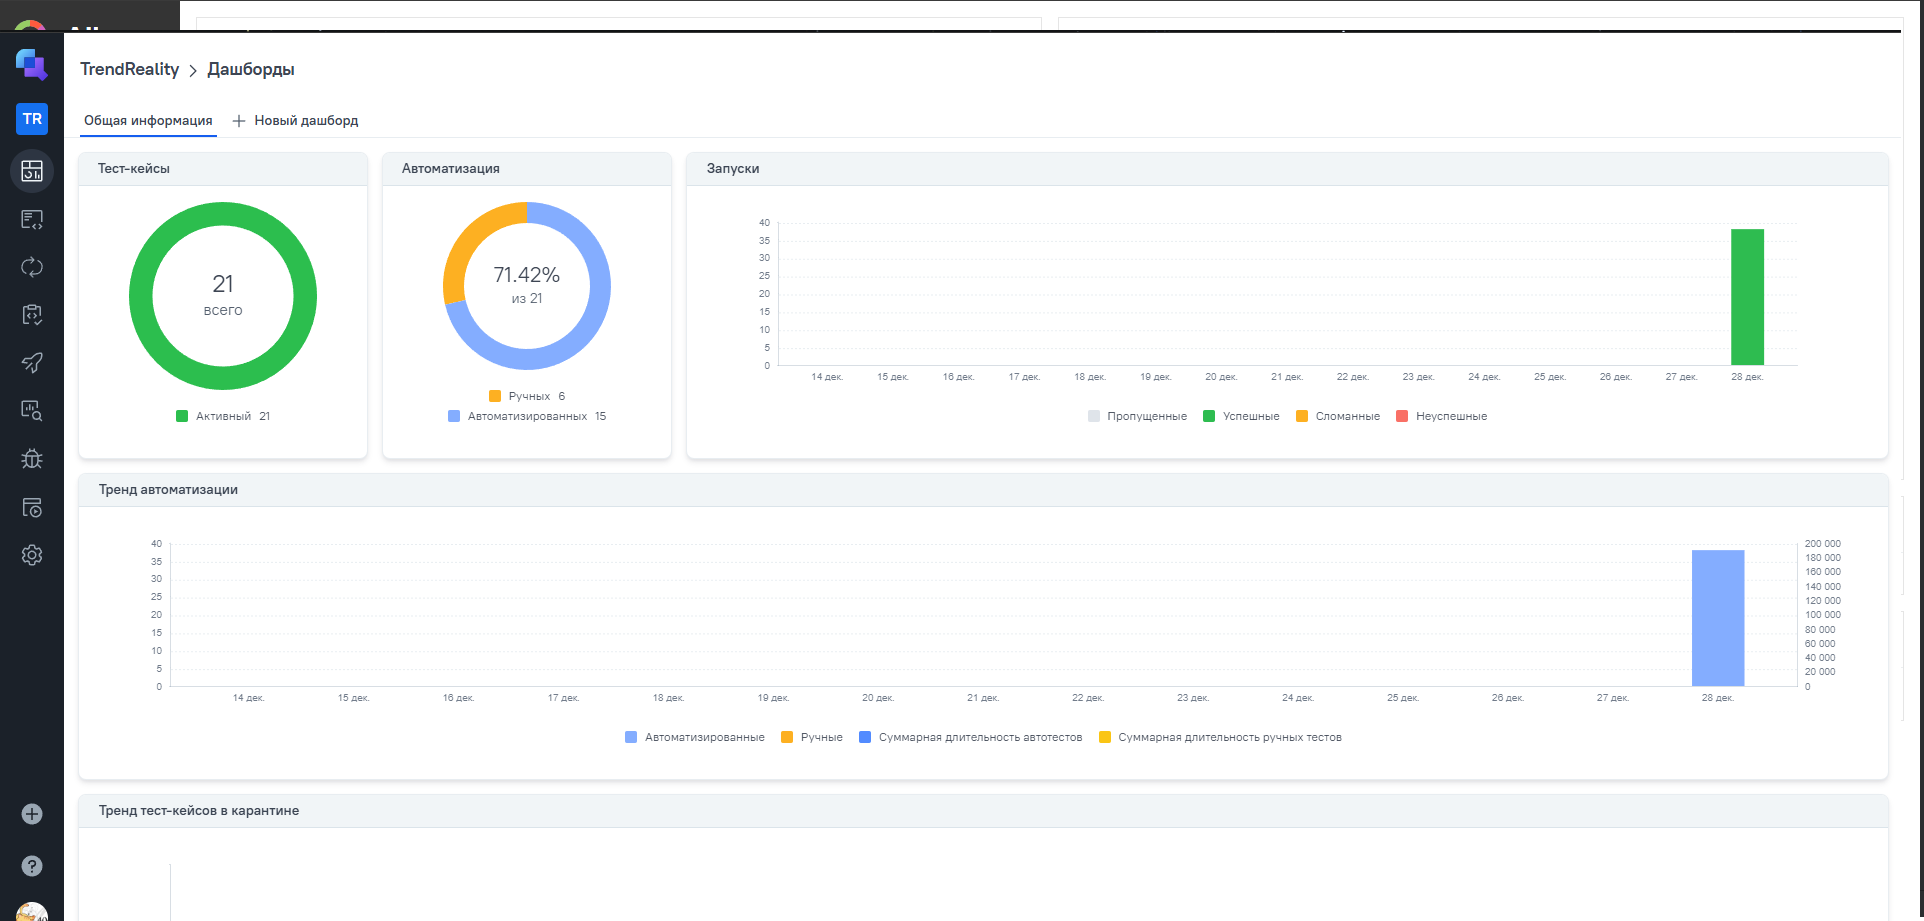 TrendReality > Дашборды
TR
Общая информация + Новый дашборд
Тест-кейсы
21
всего
Активный 21
Автоматизация
71.42%
из 21
Ручных 6
Автоматизированных 15
Запуски
40
35
30
25
20
15
10
5
0
14 дек. 15 дек. 16 дек. 17 дек. 18 дек. 19 дек. 20 дек. 21 дек. 22 дек. 23 дек. 24 дек. 25 дек. 26 дек. 27 дек. 28 дек.
Пропущенные Успешные Сломанные Неуспешные
Тренд автоматизации
40
35
30
25
20
15
10
5
0
200 000
180 000
160 000
140 000
120 000
100 000
80 000
60 000
40 000
20 000
0
14 дек. 15 дек. 16 дек. 17 дек. 18 дек. 19 дек. 20 дек. 21 дек. 22 дек. 23 дек. 24 дек. 25 дек. 26 дек. 27 дек. 28 дек.
Автоматизированные Ручные Суммарная длительность автотестов Суммарная длительность ручных тестов
Тренд тест-кейсов в карантине